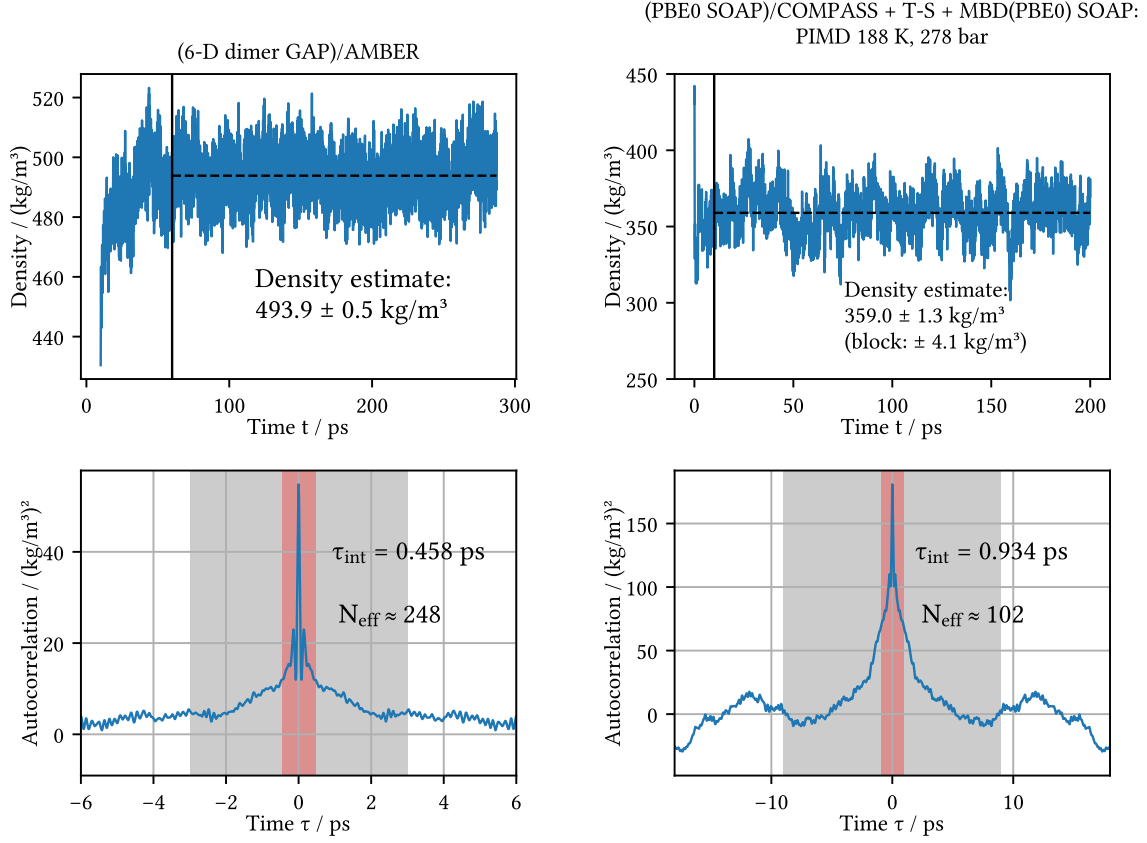 (6-D dimer GAP)/AMBER
520
500
480
460
440
Density / (kg/m³)
Density estimate:
493.9 ± 0.5 kg/m³
0 100 200 300
Time t / ps
(PBE0 SOAP)/COMPASS + T-S + MBD(PBE0) SOAP:
PIMD 188 K, 278 bar
450
400
350
300
250
Density / (kg/m³)
Density estimate:
359.0 ± 1.3 kg/m³
(block: ± 4.1 kg/m³)
0 50 100 150 200
Time t / ps
40
20
0
Autocorrelation / (kg/m³)²
τint = 0.458 ps
Neff ≈ 248
−6 −4 −2 0 2 4 6
Time τ / ps
150
100
50
0
Autocorrelation / (kg/m³)²
τint = 0.934 ps
Neff ≈ 102
−10 0 10
Time τ / ps